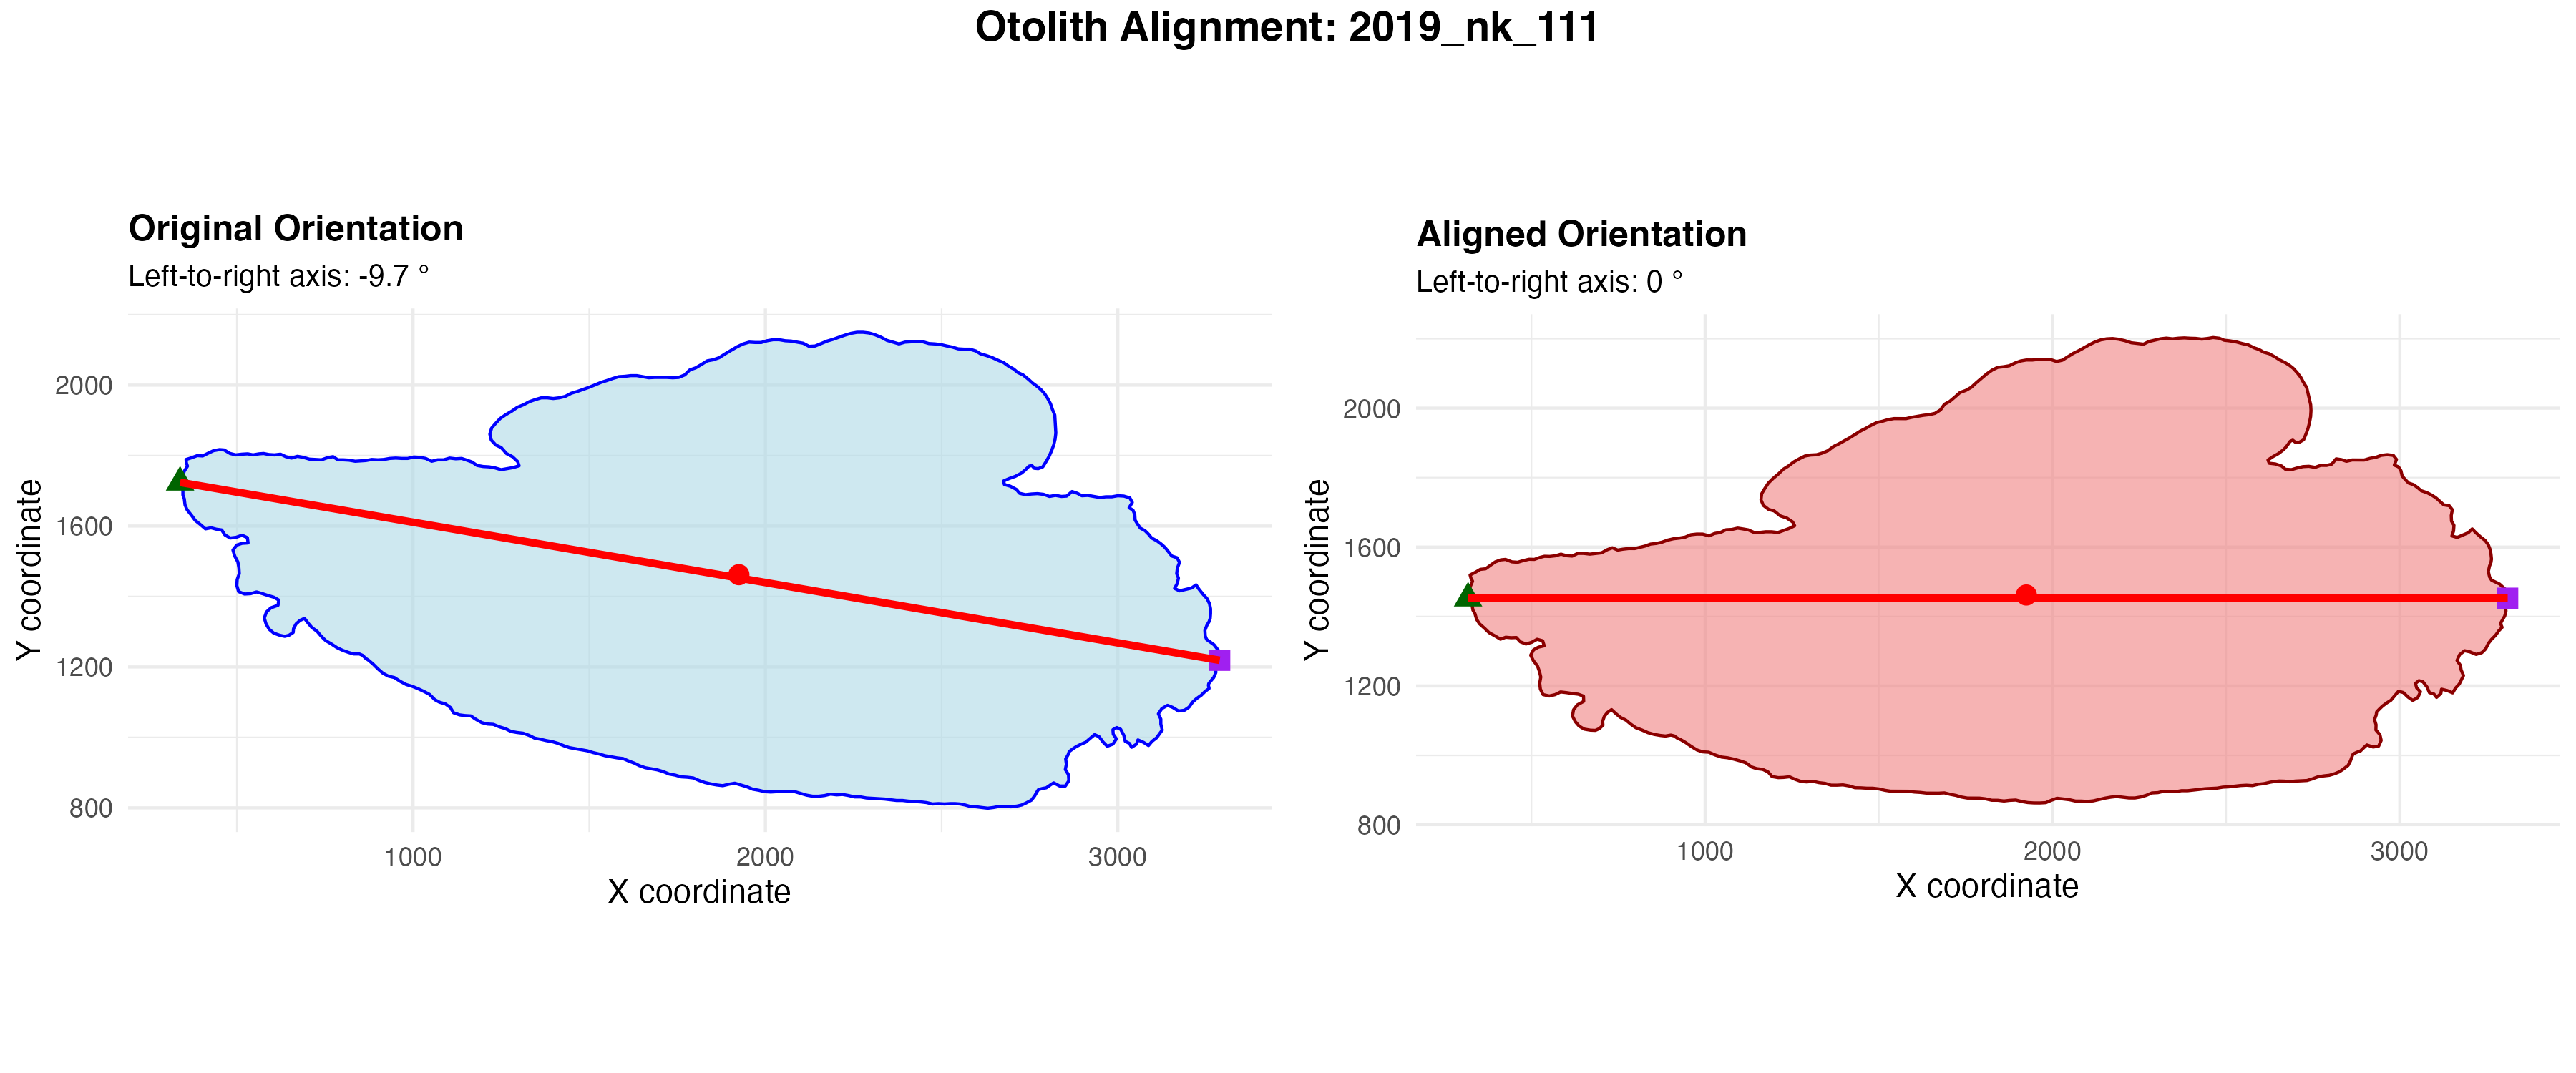 Otolith Alignment: 2019_nk_111
Original Orientation
Left-to-right axis: -9.7 °
Y coordinate
2000
1600
1200
800
1000
2000
3000
X coordinate
Aligned Orientation
Left-to-right axis: 0 °
Y coordinate
2000
1600
1200
800
1000
2000
3000
X coordinate